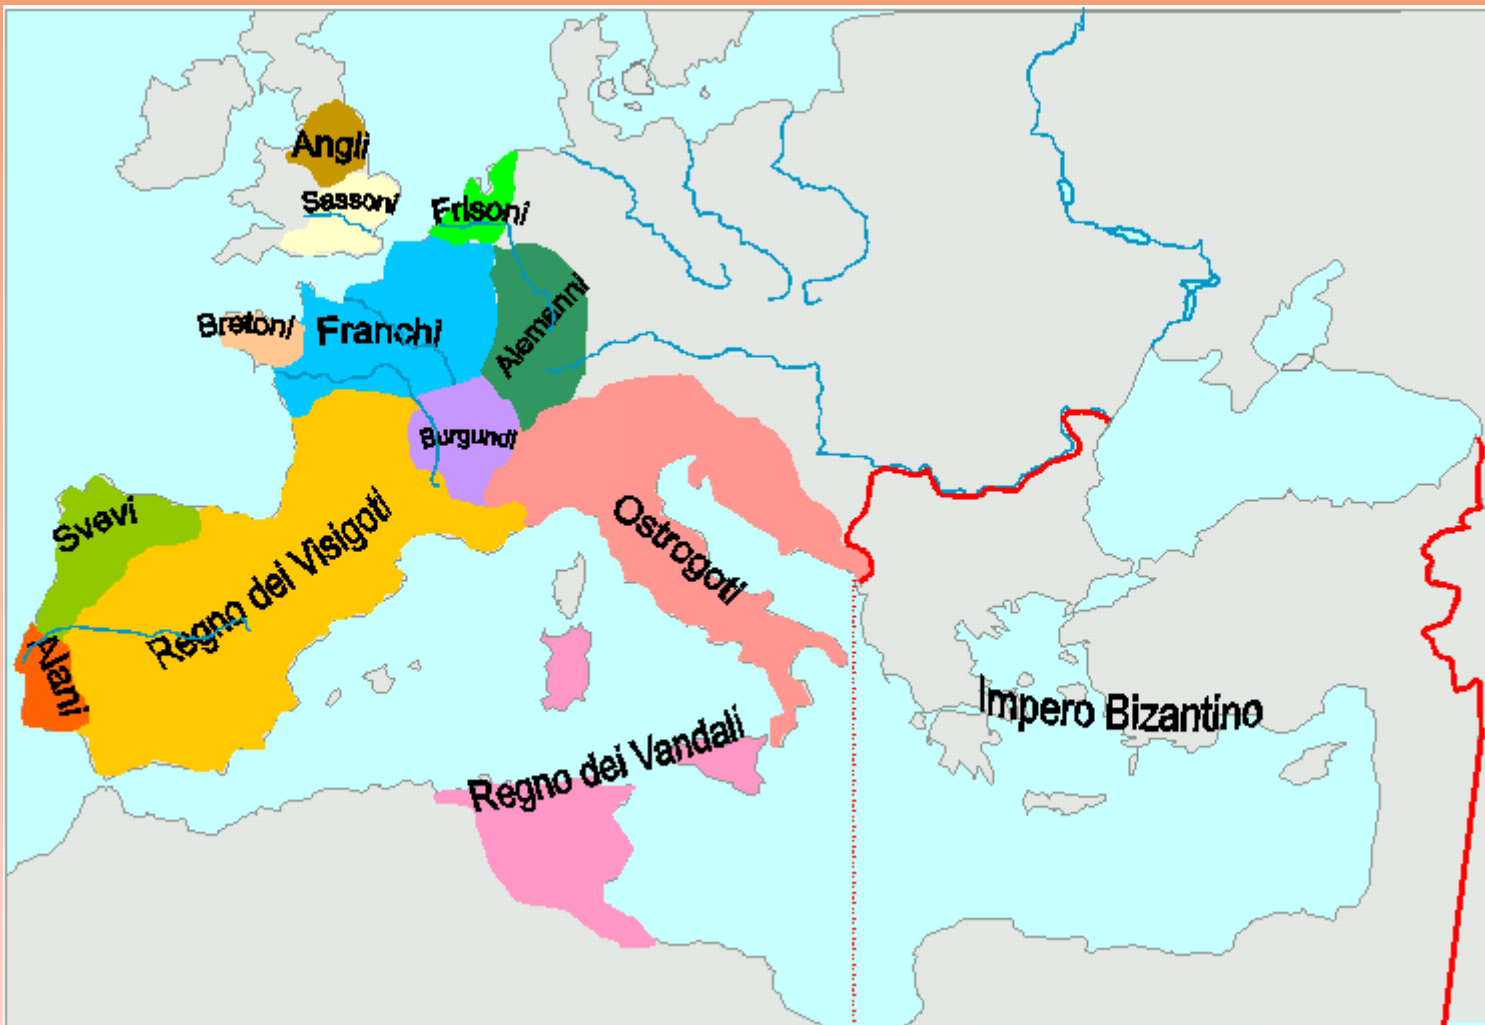 Angli
Sassoni
Frisoni
Bretoni
Franchi
Alemanni
Burgundi
Svevi
Regno dei Visigoti
Ostrogoti
Alani
Regno dei Vandali
Impero Bizantino